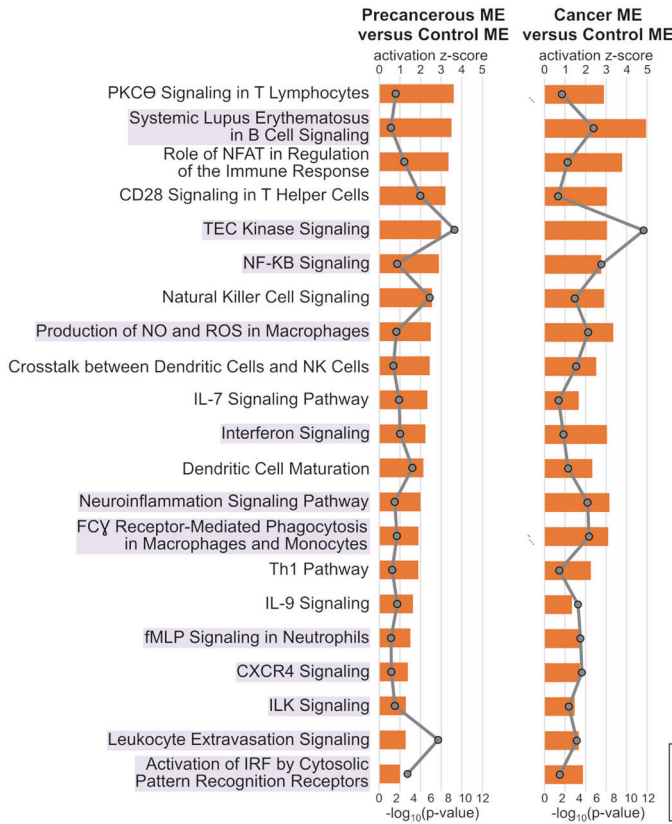 Precancerous ME
versus Control ME
Cancer ME
versus Control ME
activation z-score
activation z-score
0 1 2 3 4 5
0 1 2 3 4 5
PKCΘ Signaling in T Lymphocytes
Systemic Lupus Erythematosus
in B Cell Signaling
Role of NFAT in Regulation
of the Immune Response
CD28 Signaling in T Helper Cells
TEC Kinase Signaling
NF-KB Signaling
Natural Killer Cell Signaling
Production of NO and ROS in Macrophages
Crosstalk between Dendritic Cells and NK Cells
IL-7 Signaling Pathway
Interferon Signaling
Dendritic Cell Maturation
Neuroinflammation Signaling Pathway
FCɣ Receptor-Mediated Phagocytosis
in Macrophages and Monocytes
Th1 Pathway
IL-9 Signaling
fMLP Signaling in Neutrophils
CXCR4 Signaling
ILK Signaling
Leukocyte Extravasation Signaling
Activation of IRF by Cytosolic
Pattern Recognition Receptors
0 2 4 6 8 10 12
0 2 4 6 8 10 12
-log10(p-value)
-log10(p-value)